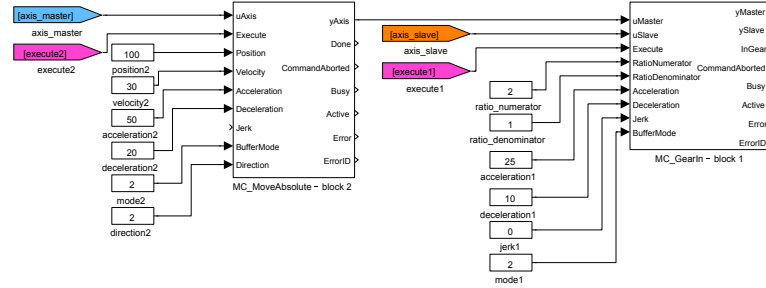 [axis_master]
axis_master
[execute2]
execute2
100
position2
30
velocity2
50
acceleration2
20
deceleration2
2
mode2
2
direction2
uAxis
Execute
Position
Velocity
Acceleration
Deceleration
Jerk
BufferMode
Direction
yAxis
Done
CommandAborted
Busy
Active
Error
ErrorID
MC_MoveAbsolute - block 2
[axis_slave]
axis_slave
[execute1]
execute1
2
ratio_numerator
1
ratio_denominator
25
acceleration1
10
deceleration1
0
jerk1
2
mode1
uMaster
uSlave
Execute
RatioNumerator
RatioDenominator
Acceleration
Deceleration
Jerk
BufferMode
yMaster
ySlave
InGear
CommandAborted
Busy
Active
Error
ErrorID
MC_GearIn - block 1